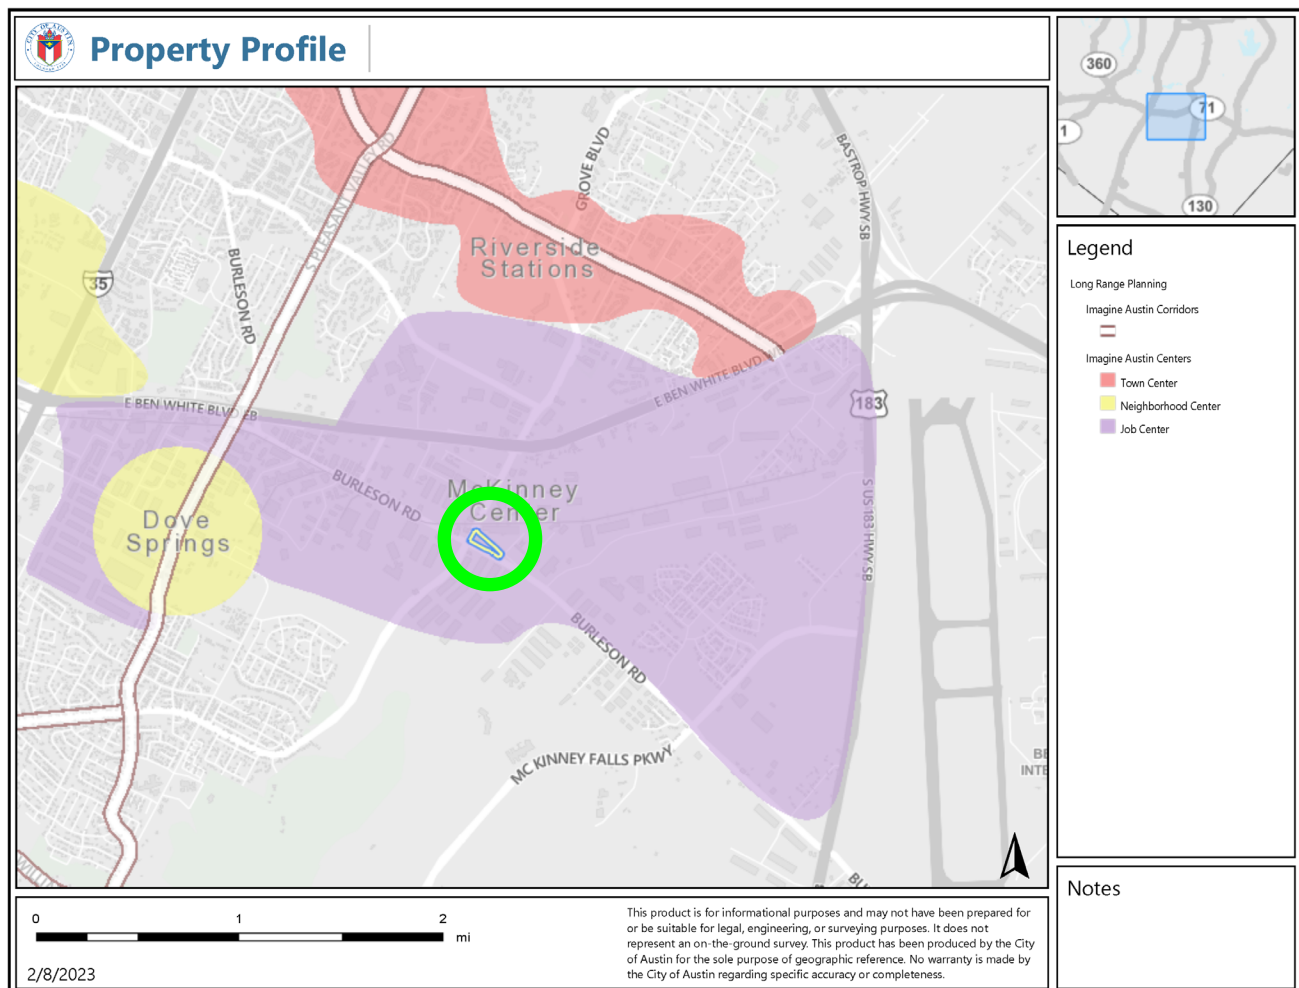 CITY OF AUSTIN
Property Profile
360
71
1
130
BASTROP HWY SB
GROVE BLVD
S PLEASANT VALLEY RD
Riverside
Stations
BURLESON RD
35
E BEN WHITE BLVD WB
E BEN WHITE BLVD EB
183
BURLESON RD
McKinney
Center
Dove
Springs
S US 183 HWY SB
BURLESON RD
MC KINNEY FALLS PKWY
BE
INTE
Legend
Long Range Planning
Imagine Austin Corridors
Imagine Austin Centers
Town Center
Neighborhood Center
Job Center
Notes
0 1 2
mi
2/8/2023
This product is for informational purposes and may not have been prepared for
or be suitable for legal, engineering, or surveying purposes. It does not
represent an on-the-ground survey. This product has been produced by the City
of Austin for the sole purpose of geographic reference. No warranty is made by
the City of Austin regarding specific accuracy or completeness.